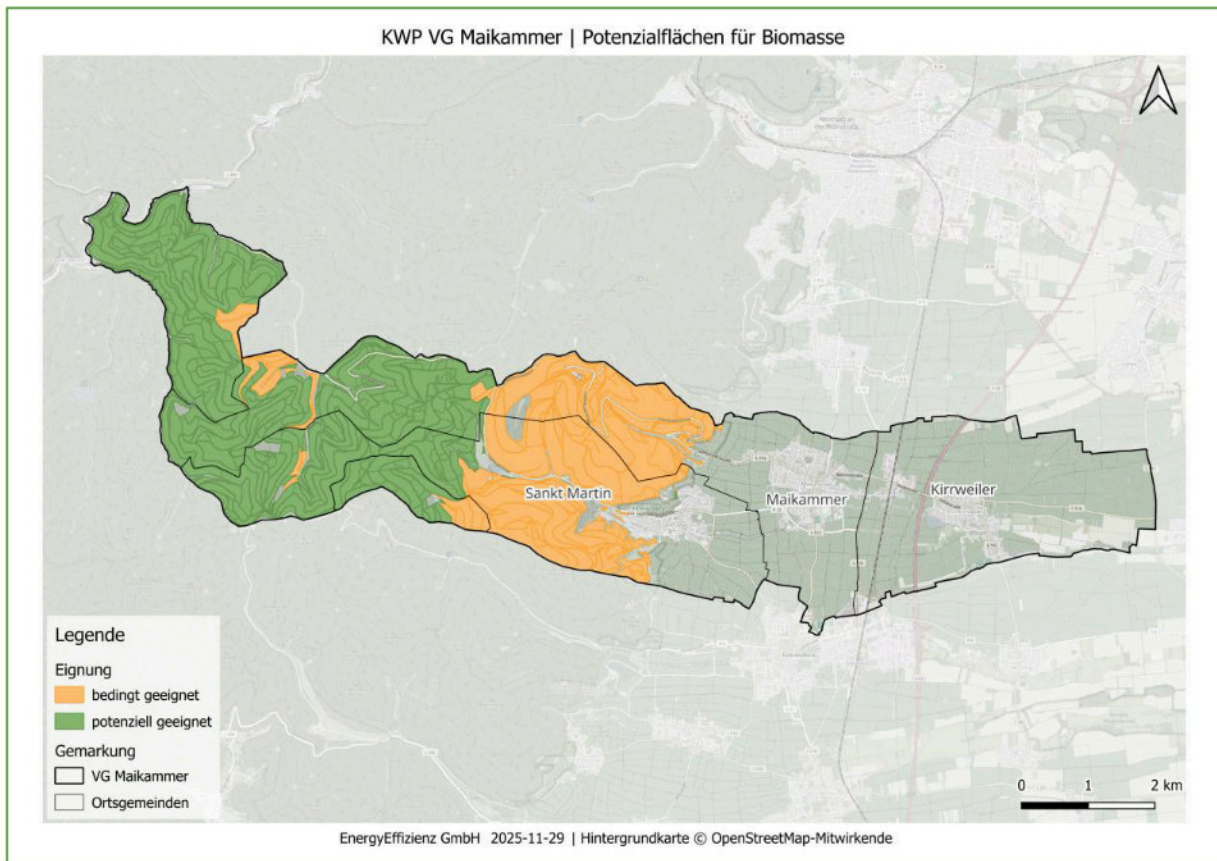 KWP VG Maikammer | Potenzialflächen für Biomasse
Sankt Martin
Maikammer
Kirrweiler
Legende
Eignung
bedingt geeignet
potenziell geeignet
Gemarkung
VG Maikammer
Ortsgemeinden
0 1 2 km
EnergyEffizienz GmbH 2025-11-29 | Hintergrundkarte © OpenStreetMap-Mitwirkende